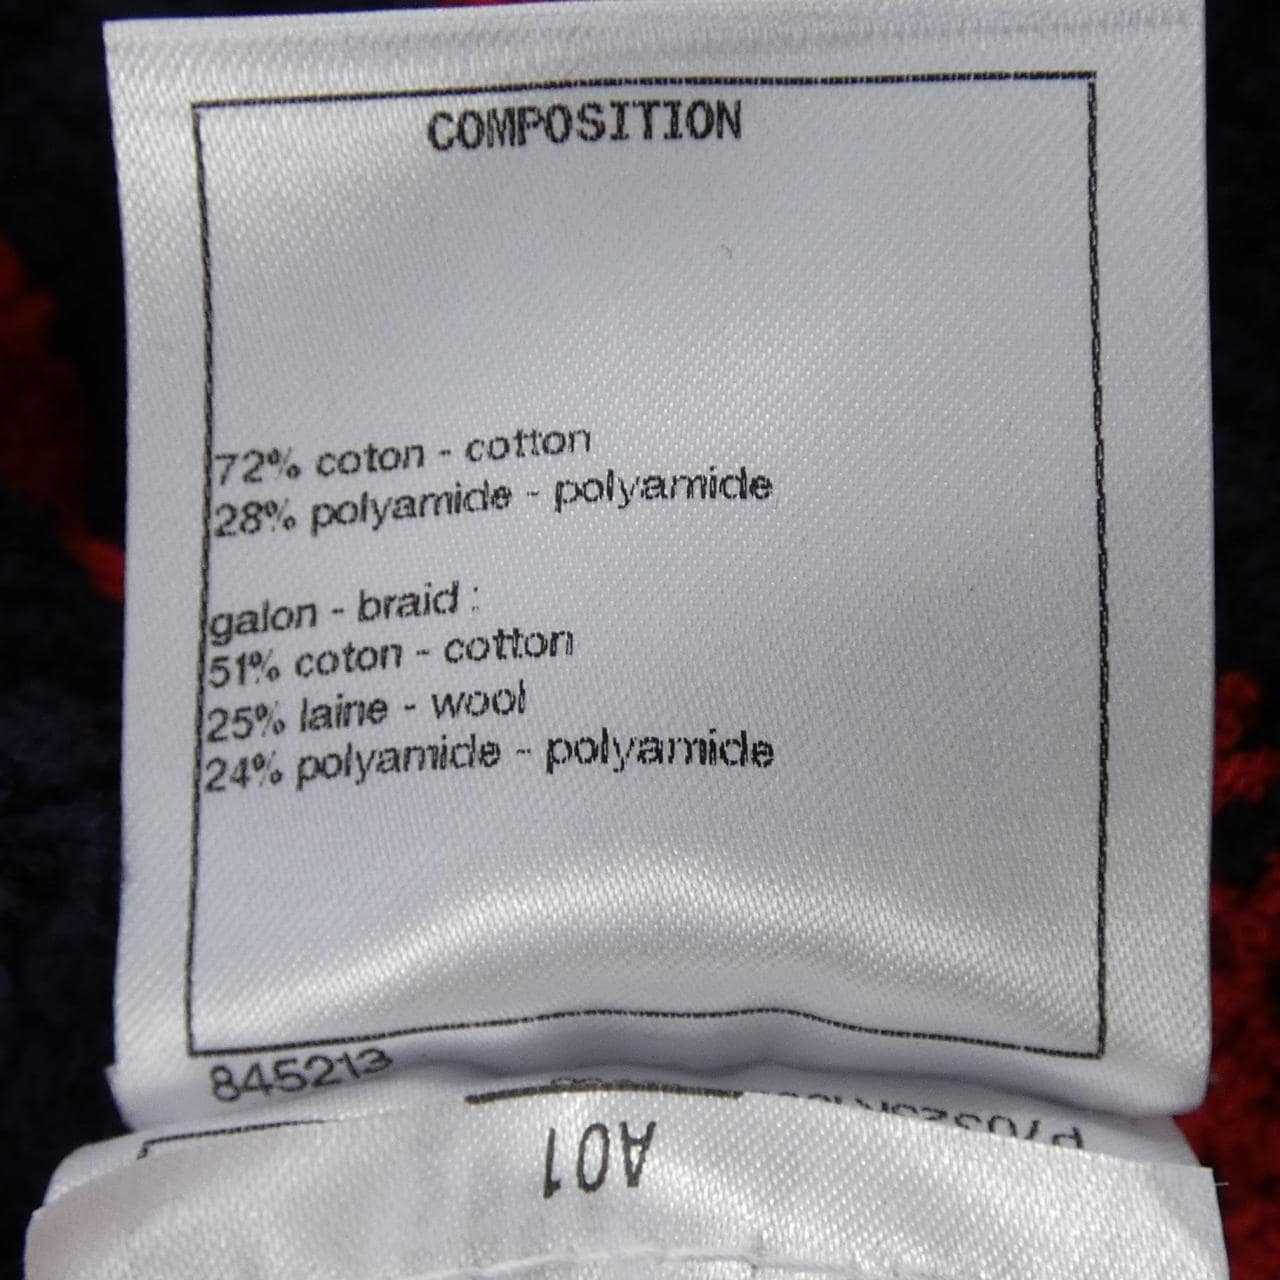 COMPOSITION
72% coton - cotton
28% polyamide - polyamide
galon - braid :
51% coton - cotton
25% laine - wool
24% polyamide - polyamide
845213
A01